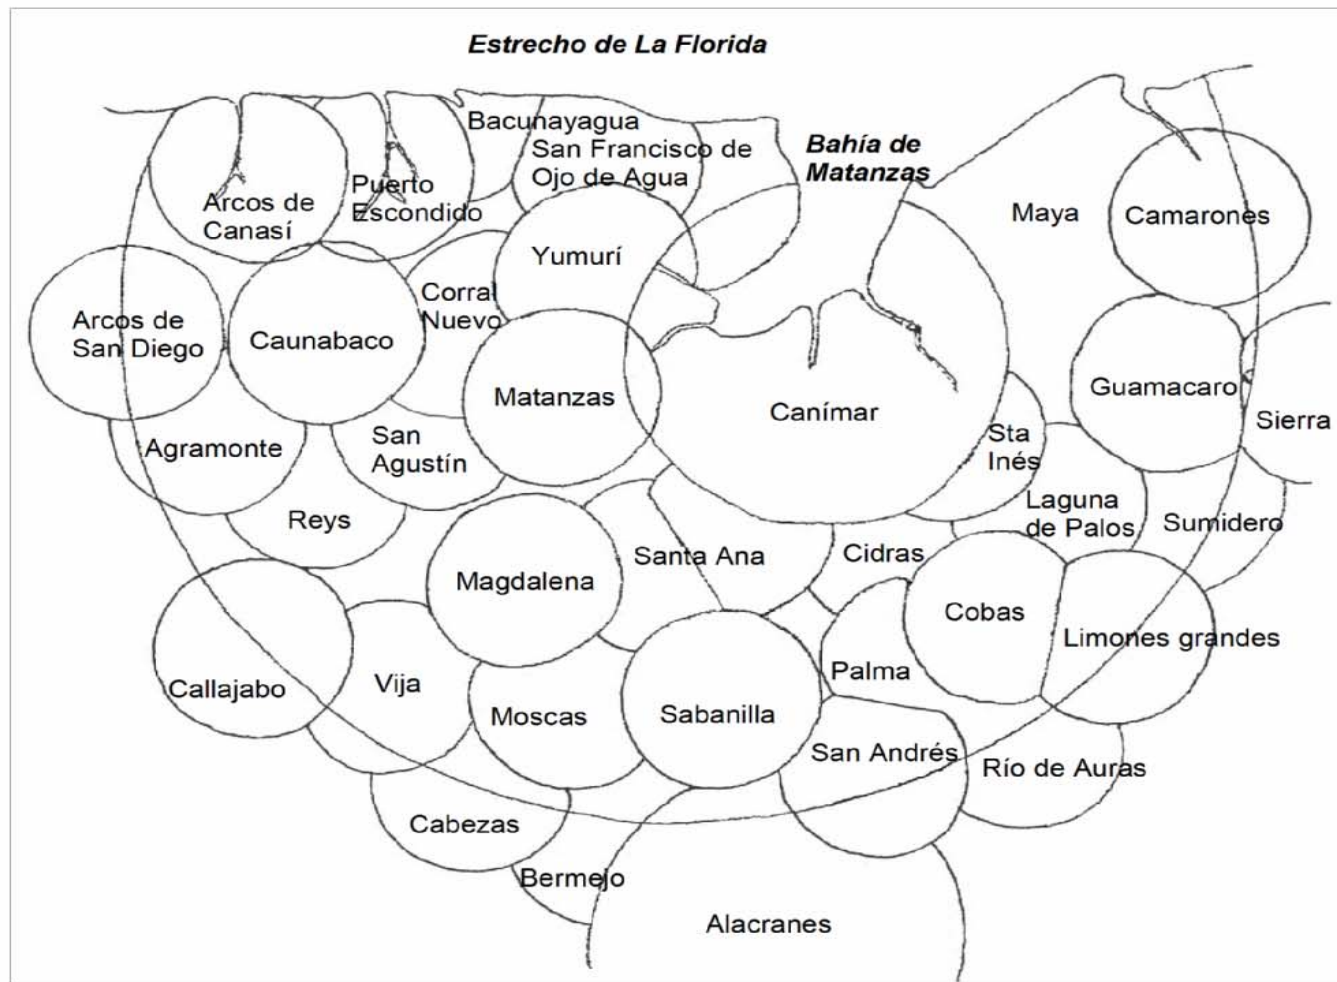 Estrecho de La Florida
Bacunayagua
San Francisco de
Ojo de Agua
Bahía de
Matanzas
Puerto
Escondido
Arcos de
Canasí
Maya
Camarones
Yumurí
Corral
Nuevo
Arcos de
San Diego
Caunabaco
Matanzas
Canímar
Guamacaro
Sierra
Agramonte
San
Agustín
Sta
Inés
Laguna
de Palos
Sumidero
Reys
Santa Ana
Cidras
Magdalena
Cobas
Limones grandes
Callajabo
Vija
Palma
Moscas
Sabanilla
San Andrés
Río de Auras
Cabezas
Bermejo
Alacranes